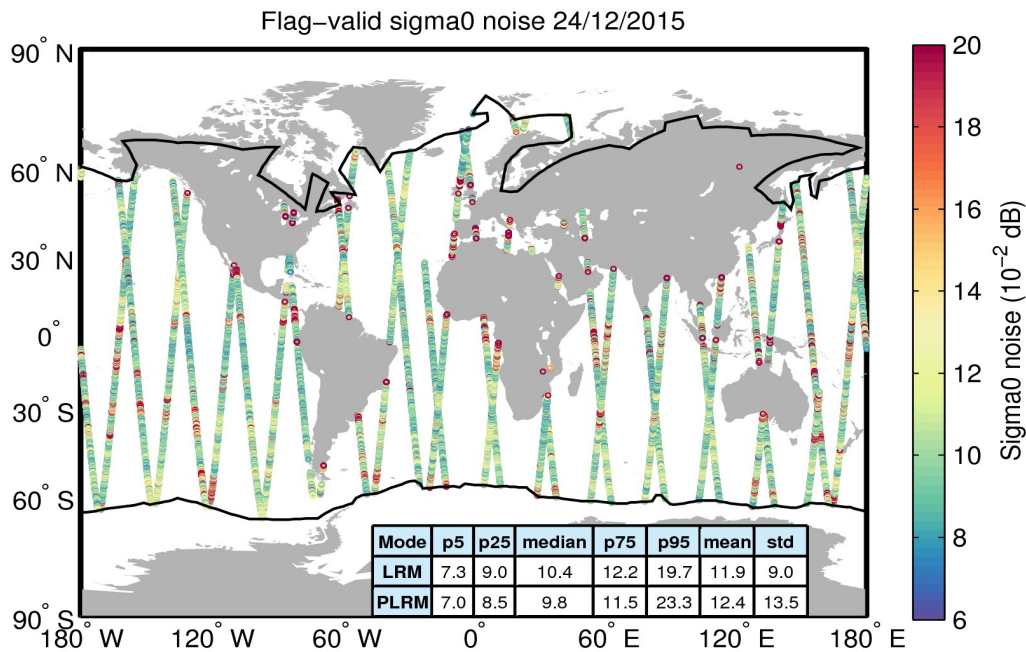 Flag-valid sigma0 noise 24/12/2015
90° N
60° N
30° N
0°
30° S
60° S
90° S
180° W
120° W
60° W
0°
60° E
120° E
180° E
20
18
16
14
12
10
8
6
Sigma0 noise (10⁻² dB)
Mode p5 p25 median p75 p95 mean std
LRM 7.3 9.0 10.4 12.2 19.7 11.9 9.0
PLRM 7.0 8.5 9.8 11.5 23.3 12.4 13.5